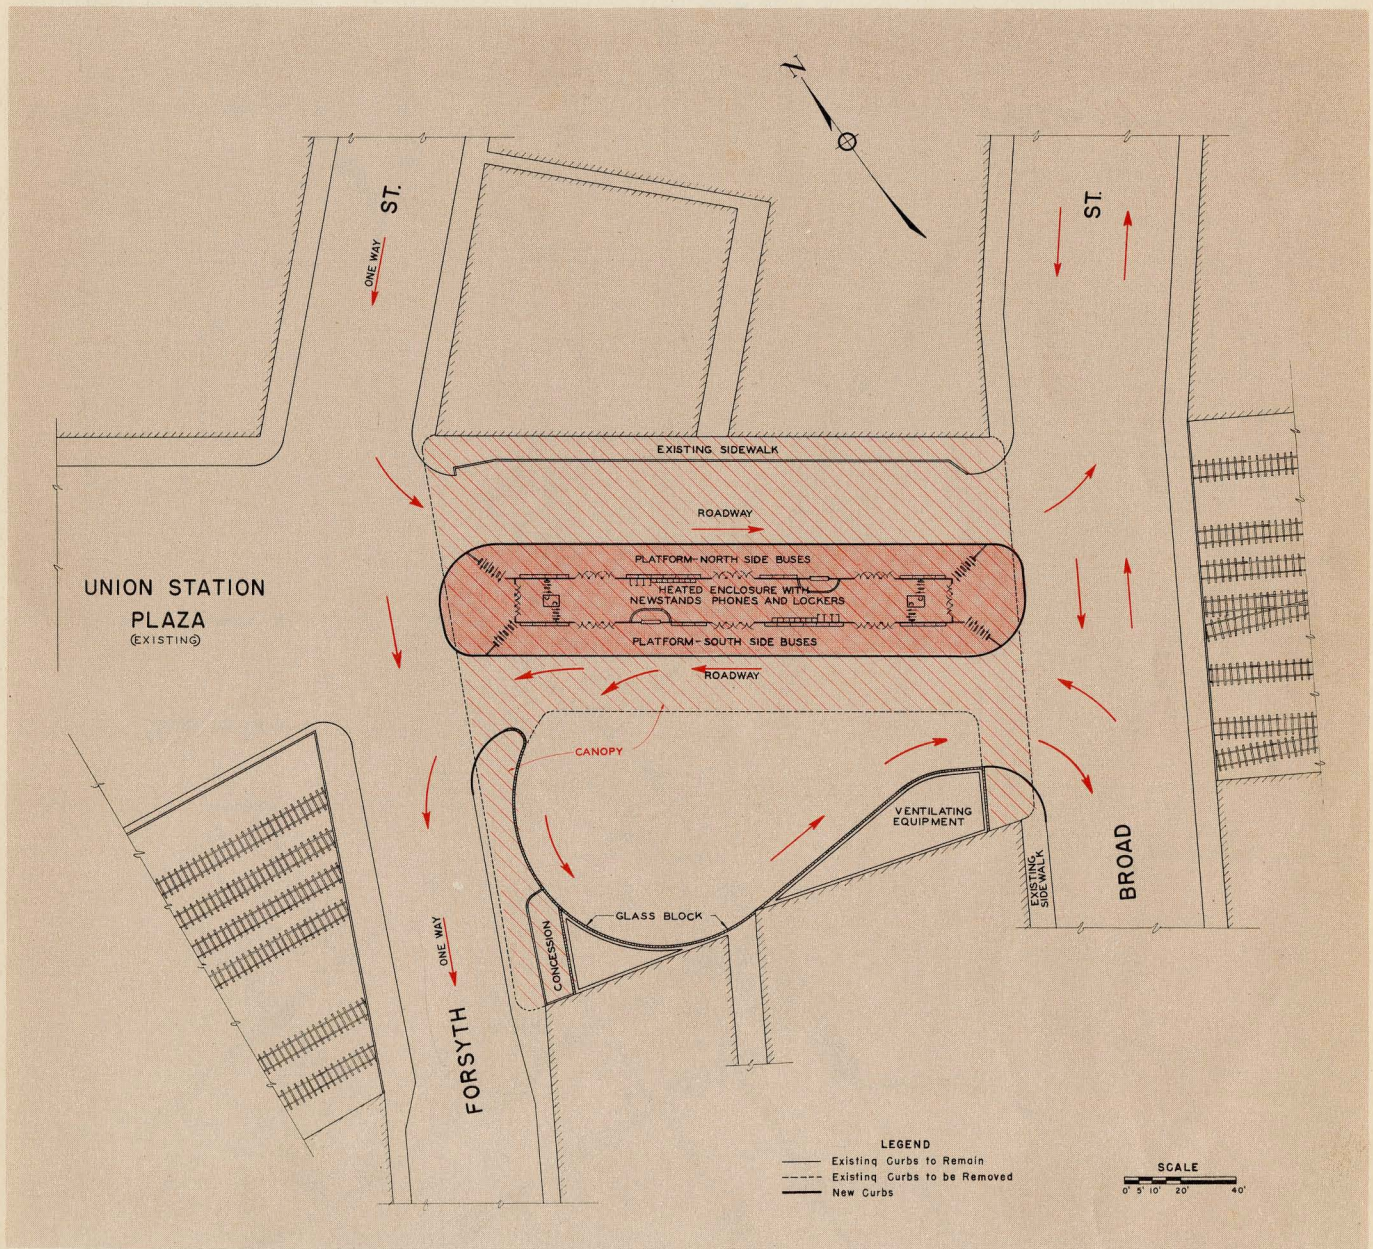 N
ST.
ONE WAY
ST.
EXISTING SIDEWALK
ROADWAY
PLATFORM-NORTH SIDE BUSES
HEATED ENCLOSURE WITH
NEWSTANDS PHONES AND LOCKERS
PLATFORM-SOUTH SIDE BUSES
ROADWAY
UNION STATION
PLAZA
(EXISTING)
CANOPY
VENTILATING
EQUIPMENT
EXISTING
SIDEWALK
BROAD
GLASS BLOCK
CONCESSION
ONE WAY
FORSYTH
LEGEND
Existing Curbs to Remain
Existing Curbs to be Removed
New Curbs
SCALE
0' 5' 10' 20' 40'